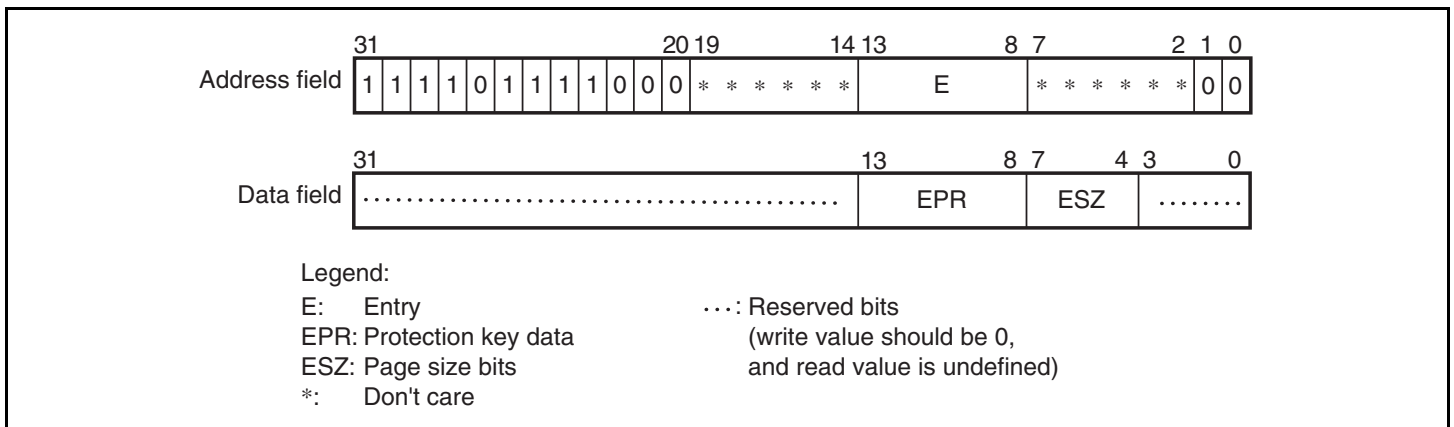 31 20 19 14 13 8 7 2 1 0
Address field 1 1 1 1 0 1 1 1 1 0 0 0 * * * * * * E * * * * * * 0 0
31 13 8 7 4 3 0
Data field ................................................ EPR ESZ ........
Legend:
E: Entry
EPR: Protection key data
ESZ: Page size bits
*: Don't care
...: Reserved bits
(write value should be 0,
and read value is undefined)